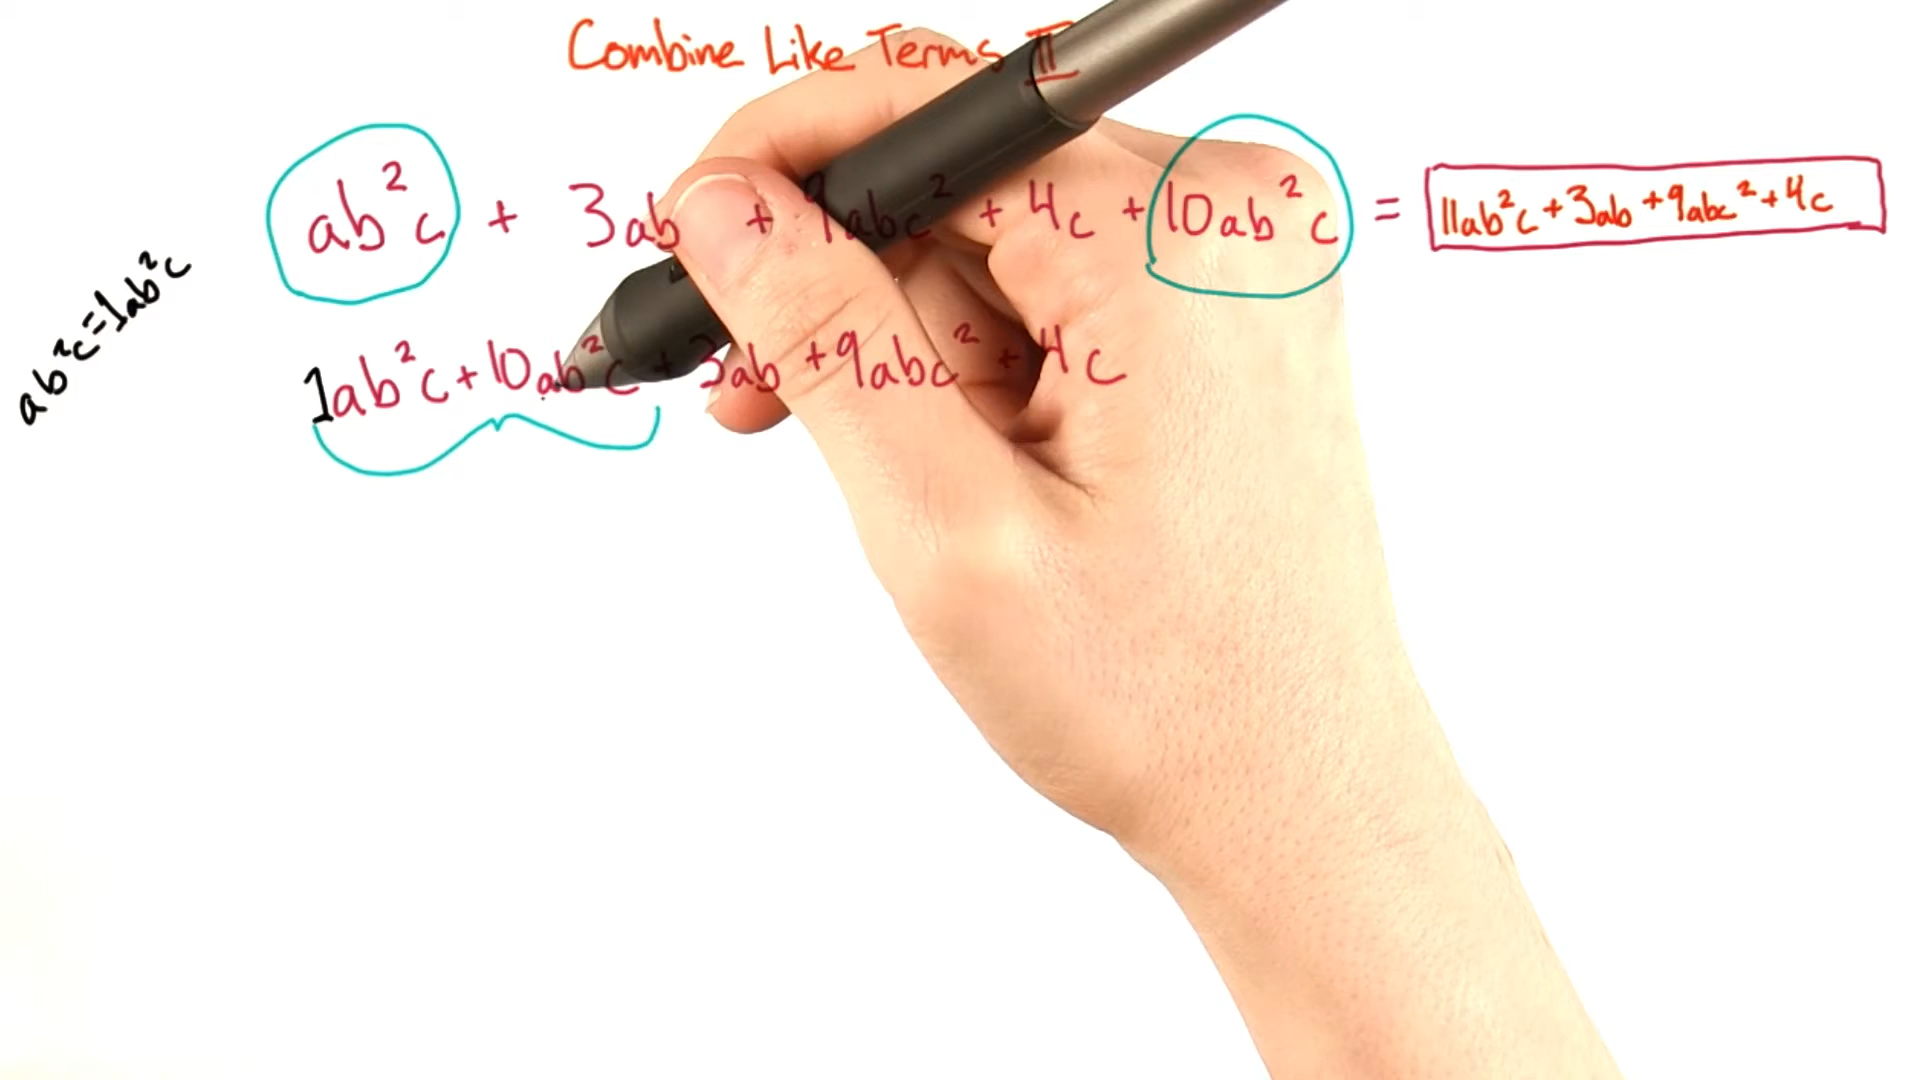 Combine Like Terms II
ab²c + 3ab + 9abc² + 4c + 10ab²c = 11ab²c + 3ab + 9abc² + 4c
ab²c = 1ab²c
1ab²c + 10ab²c + 3ab + 9abc² + 4c